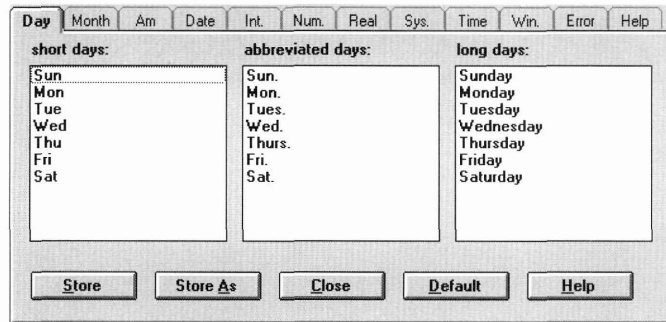 Day Month Am Date Int. Num. Real Sys. Time Win. Error Help
short days: abbreviated days: long days:
Sun Sun. Sunday
Mon Mon. Monday
Tue Tues. Tuesday
Wed Wed. Wednesday
Thu Thurs. Thursday
Fri Fri. Friday
Sat Sat. Saturday
Store Store As Close Default Help